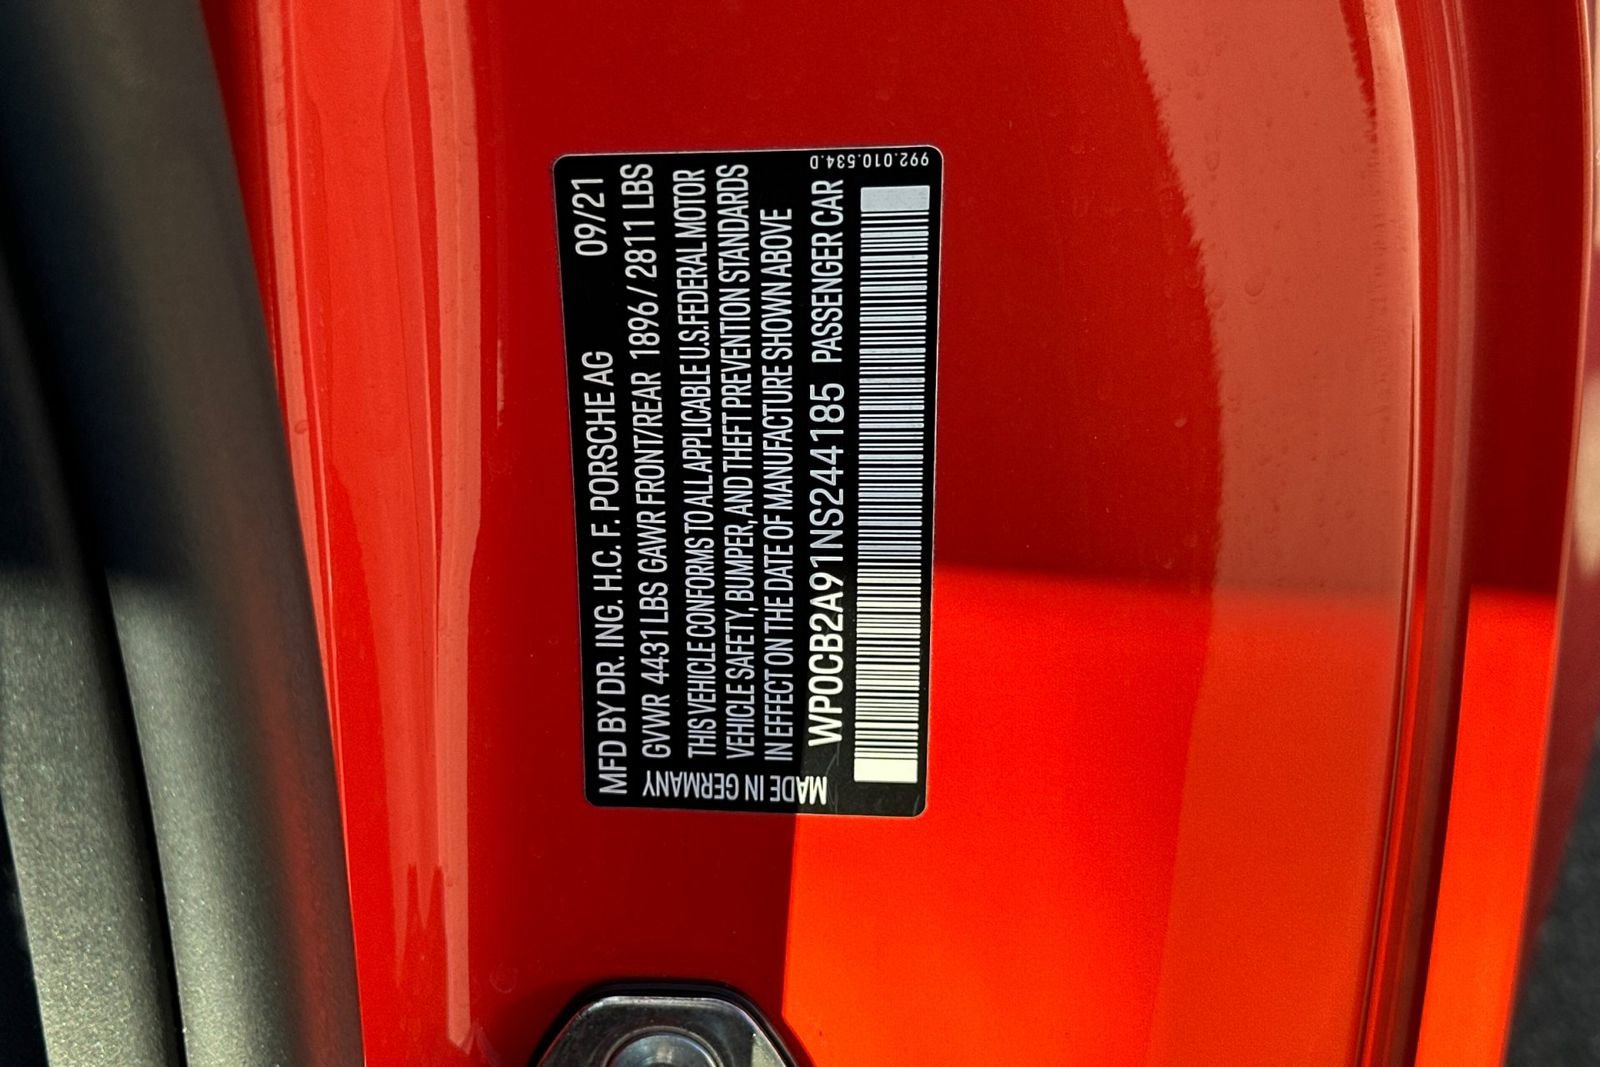 MFD BY DR. ING. H.C. F. PORSCHE AG 09/21
GVWR 4431 LBS GAWR FRONT/REAR 1896 / 2811 LBS
THIS VEHICLE CONFORMS TO ALL APPLICABLE U.S. FEDERAL MOTOR
VEHICLE SAFETY, BUMPER, AND THEFT PREVENTION STANDARDS
IN EFFECT ON THE DATE OF MANUFACTURE SHOWN ABOVE
WP0CB2A91NS244185 PASSENGER CAR
MADE IN GERMANY
992.010.534.D